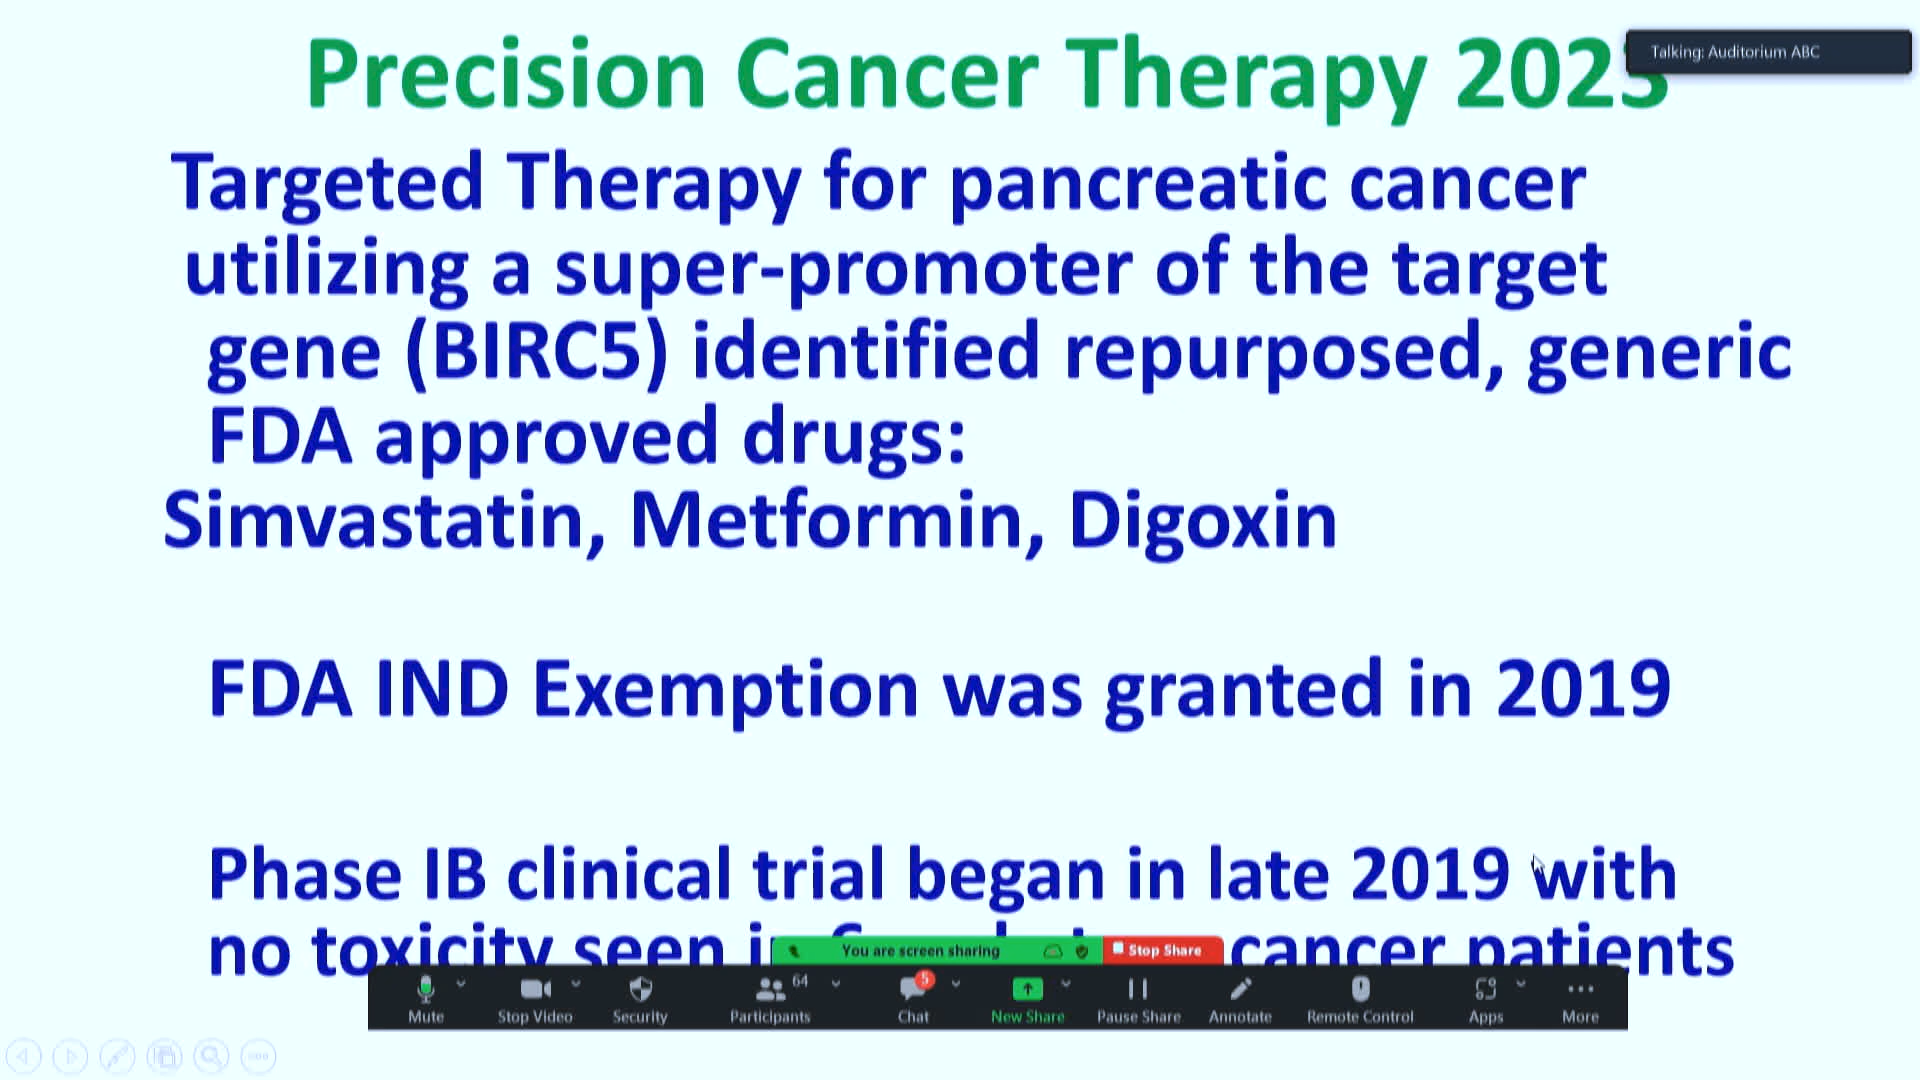 Precision Cancer Therapy 2023
Talking: Auditorium ABC
Targeted Therapy for pancreatic cancer
utilizing a super-promoter of the target
gene (BIRC5) identified repurposed, generic
FDA approved drugs:
Simvastatin, Metformin, Digoxin
FDA IND Exemption was granted in 2019
Phase IB clinical trial began in late 2019 with
no toxicity seen cancer patients
You are screen sharing
Stop Share
64
5
Mute
Stop Video
Security
Participants
Chat
New Share
Pause Share
Annotate
Remote Control
Apps
More